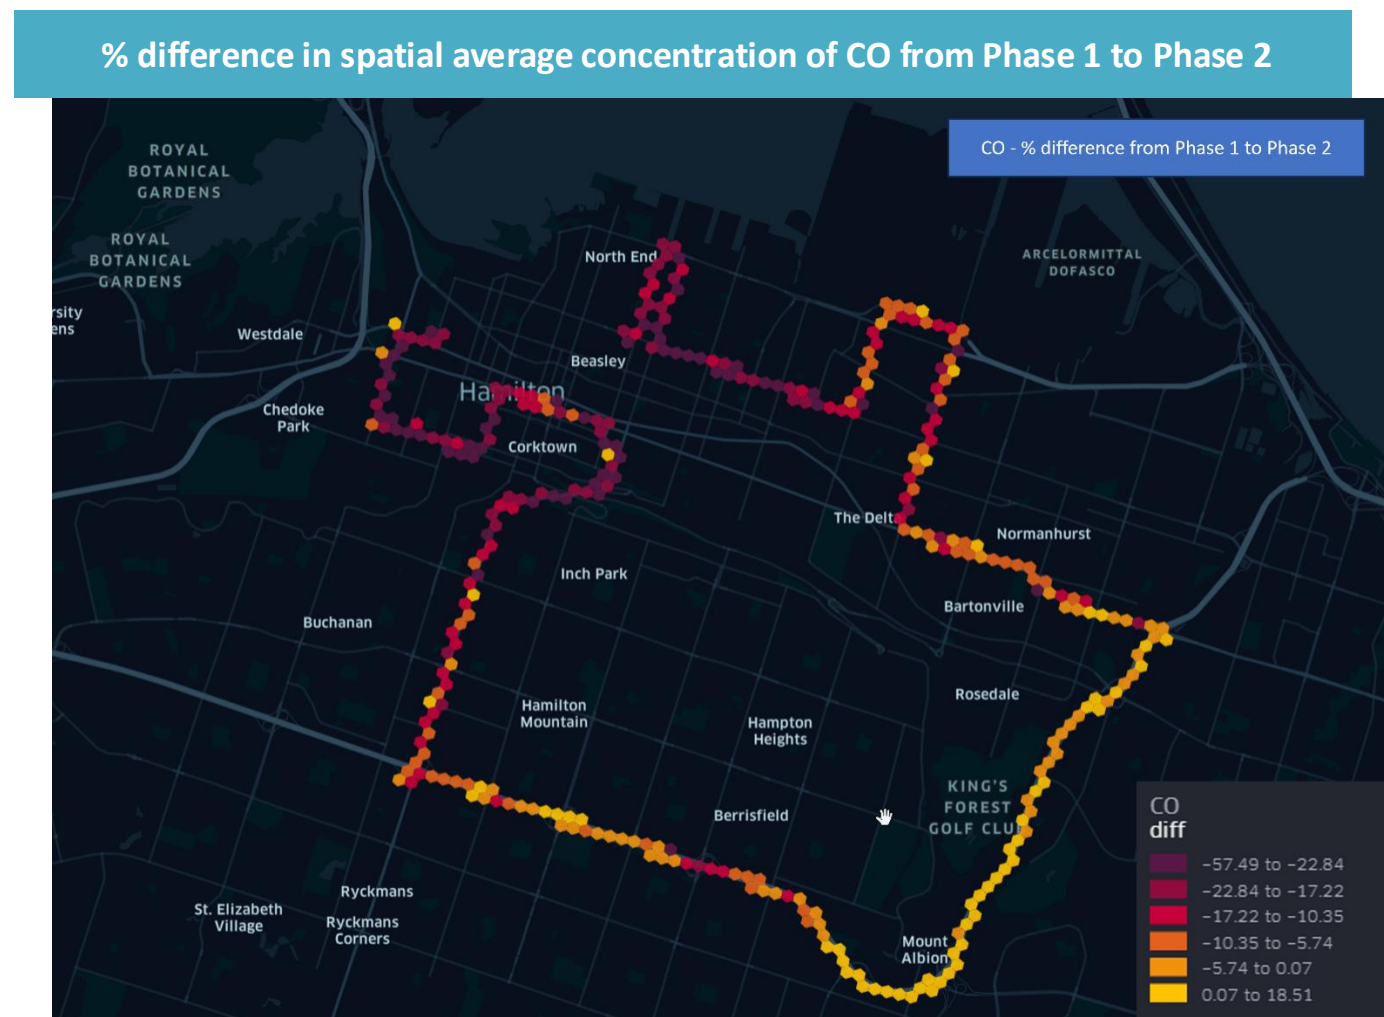 % difference in spatial average concentration of CO from Phase 1 to Phase 2
CO - % difference from Phase 1 to Phase 2
ROYAL
BOTANICAL
GARDENS
ROYAL
BOTANICAL
GARDENS
North End
ARCELORMITTAL
DOFASCO
rsity
ens
Westdale
Beasley
Hamilton
Chedoke
Park
Corktown
The Delt
Normanhurst
Inch Park
Bartonville
Buchanan
Rosedale
Hamilton
Mountain
Hampton
Heights
KING'S
FOREST
GOLF CLU
Berrisfield
CO
diff
−57.49 to −22.84
−22.84 to −17.22
−17.22 to −10.35
−10.35 to −5.74
−5.74 to 0.07
0.07 to 18.51
Ryckmans
St. Elizabeth
Village
Ryckmans
Corners
Mount
Albion